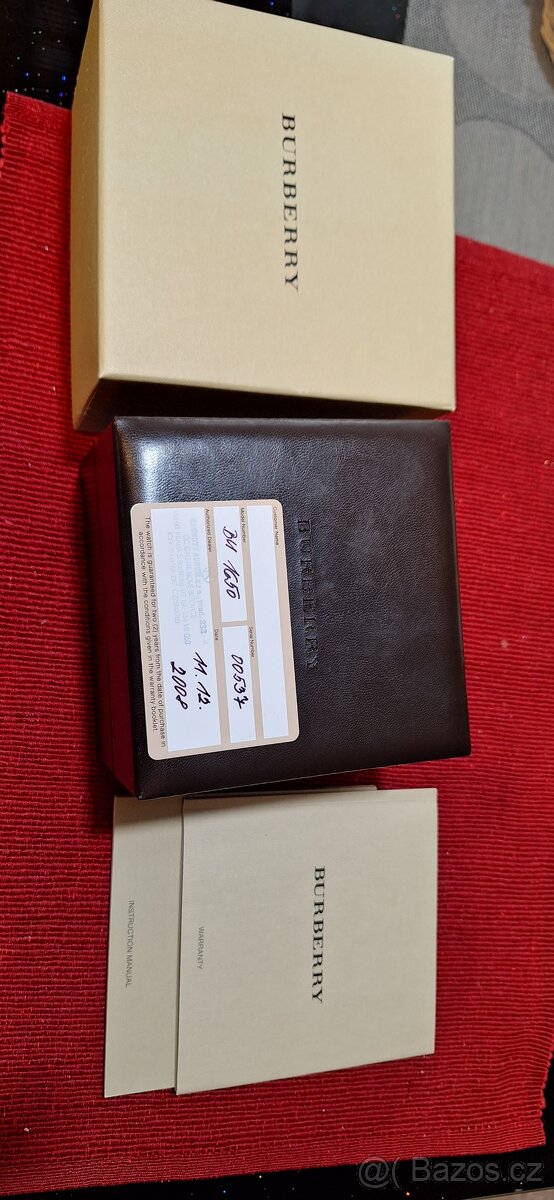 BURBERRY
BURBERRY
Customer Name
Model Number
Serial Number
BU 1250
00537
Authorized Dealer
Date
11.12.
2008
The watch is guaranteed for two (2) years from the date of purchase in
accordance with the conditions given in the warranty booklet.
BURBERRY
WARRANTY
INSTRUCTION MANUAL
@ Bazos.cz